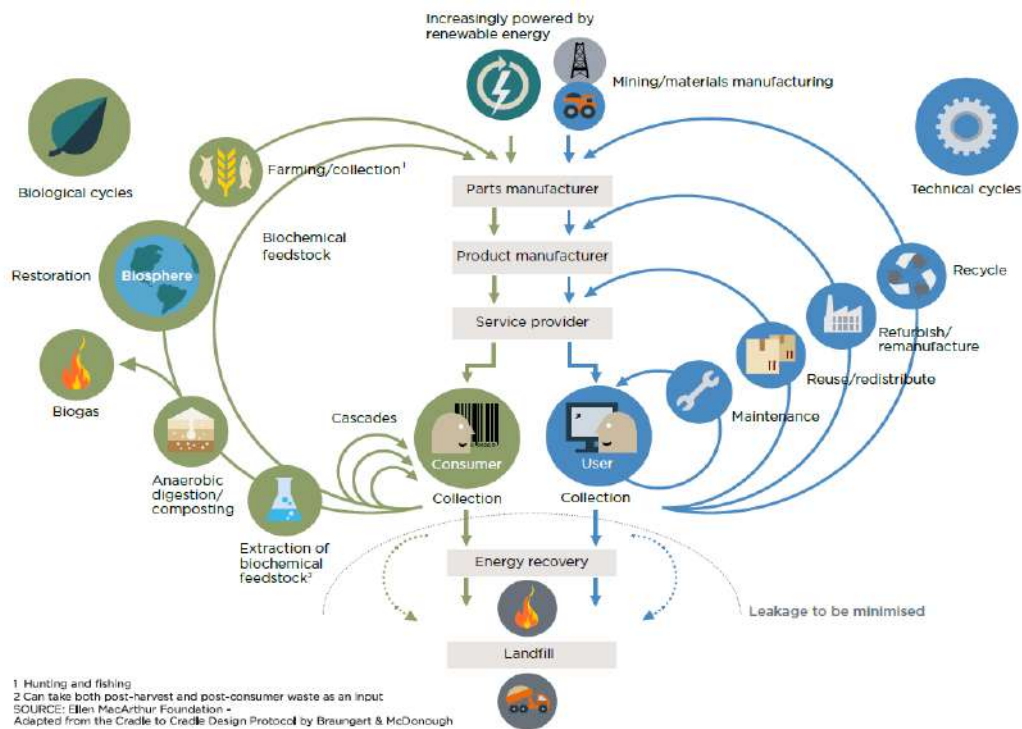 Increasingly powered by
renewable energy
Mining/materials manufacturing
Biological cycles
Technical cycles
Farming/collection¹
Parts manufacturer
Biochemical
feedstock
Product manufacturer
Restoration
Biosphere
Recycle
Service provider
Refurbish/
remanufacture
Biogas
Reuse/redistribute
Cascades
Maintenance
Consumer
User
Anaerobic
digestion/
composting
Collection
Collection
Extraction of
biochemical
feedstock²
Energy recovery
Leakage to be minimised
Landfill
1 Hunting and fishing
2 Can take both post-harvest and post-consumer waste as an input
SOURCE: Ellen MacArthur Foundation -
Adapted from the Cradle to Cradle Design Protocol by Braungart & McDonough